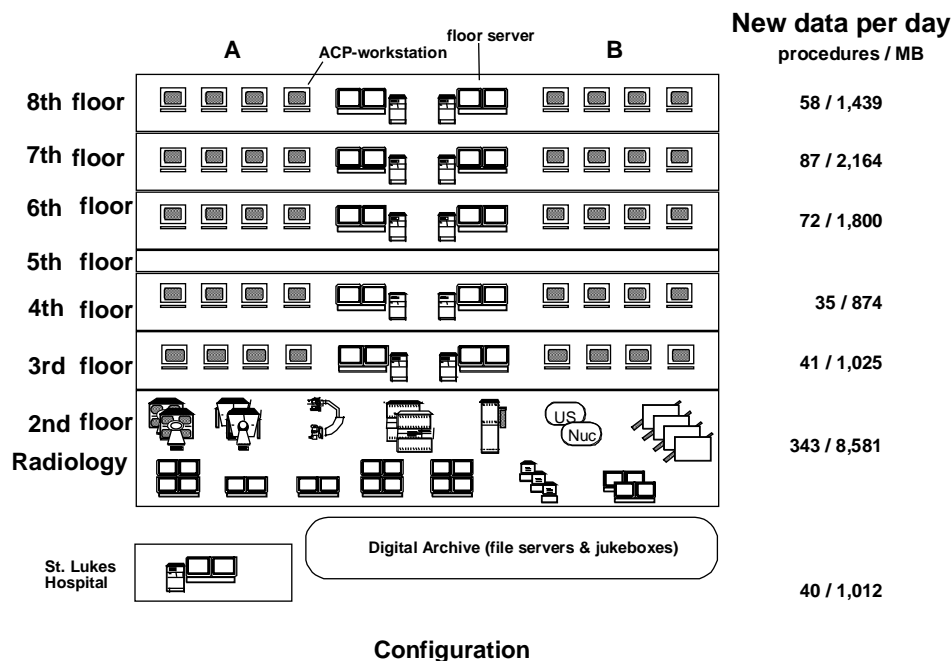 New data per day
procedures / MB
A
ACP-workstation
floor server
B
8th floor
58 / 1,439
7th floor
87 / 2,164
6th floor
72 / 1,800
5th floor
4th floor
35 / 874
3rd floor
41 / 1,025
2nd floor
Radiology
US
Nuc
343 / 8,581
Digital Archive (file servers & jukeboxes)
St. Lukes
Hospital
40 / 1,012
Configuration